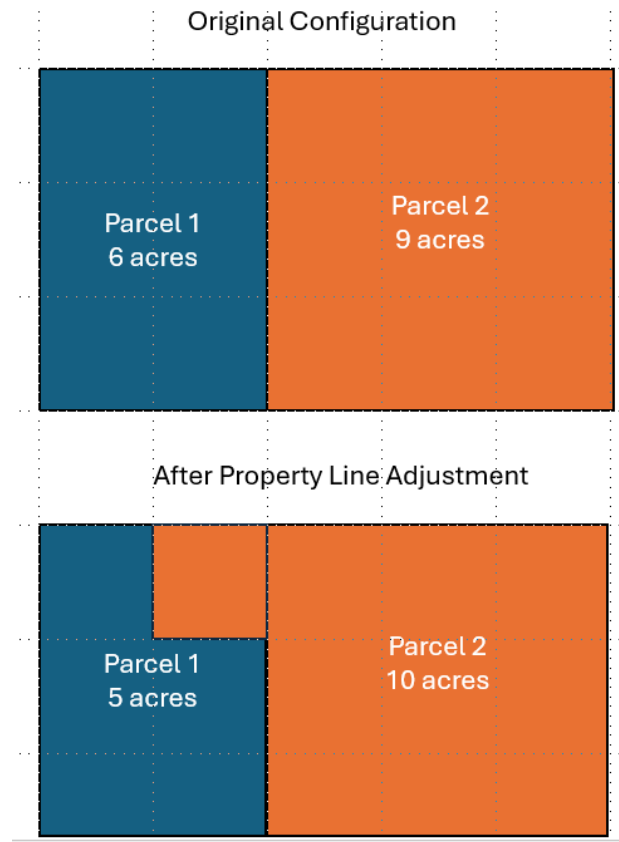 Original Configuration
Parcel 1
6 acres
Parcel 2
9 acres
After Property Line Adjustment
Parcel 1
5 acres
Parcel 2
10 acres